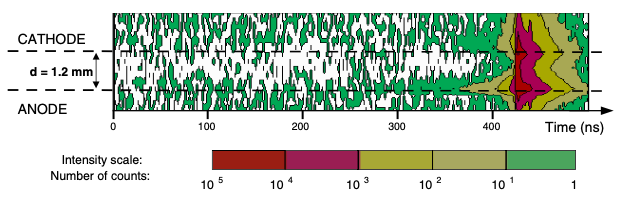 CATHODE
d = 1.2 mm
ANODE
0 100 200 300 400 Time (ns)
Intensity scale:
Number of counts:
10 5 10 4 10 3 10 2 10 1 1